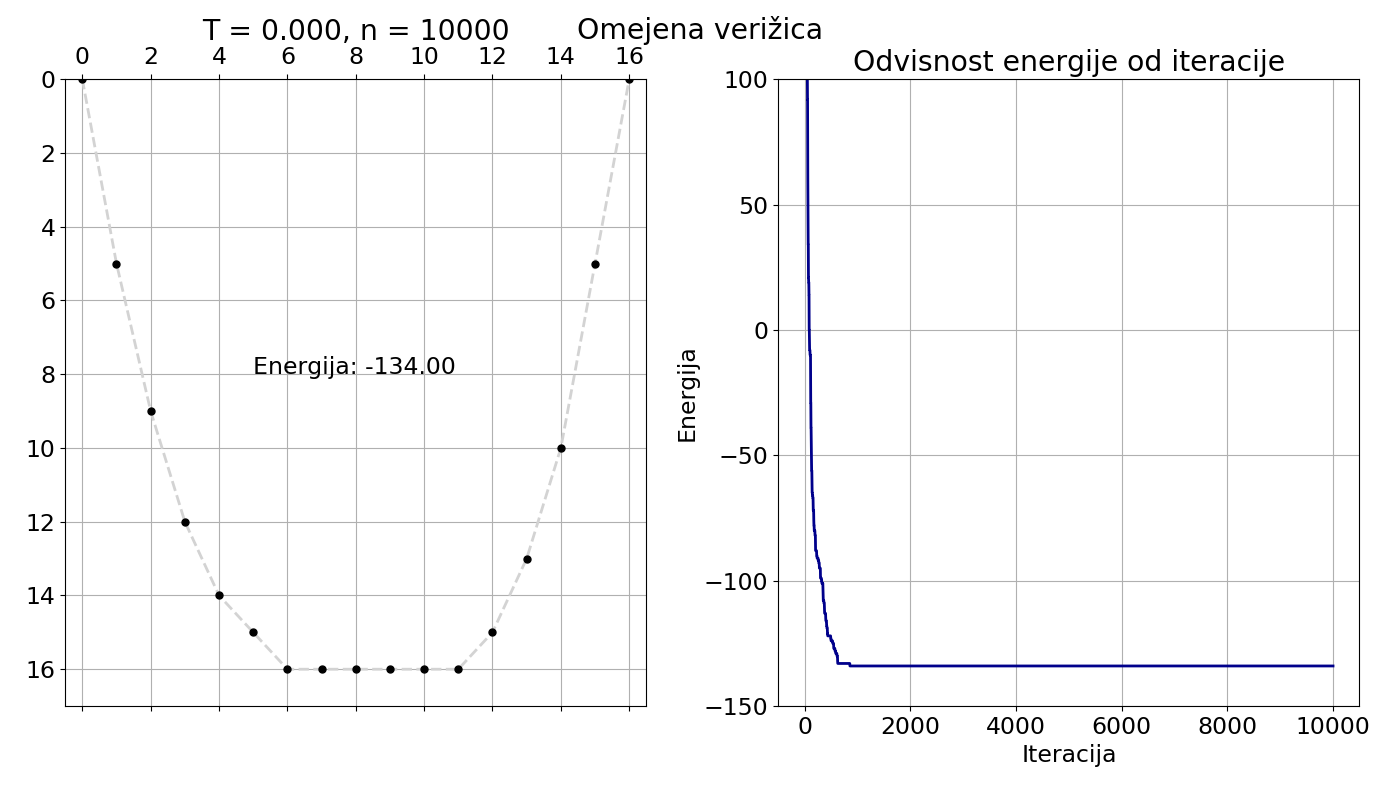 Omejena verižica
T = 0.000, n = 10000
0 2 4 6 8 10 12 14 16
0
2
4
6
8
10
12
14
16
Energija: -134.00
Odvisnost energije od iteracije
100
50
0
−50
−100
−150
Energija
0 2000 4000 6000 8000 10000
Iteracija